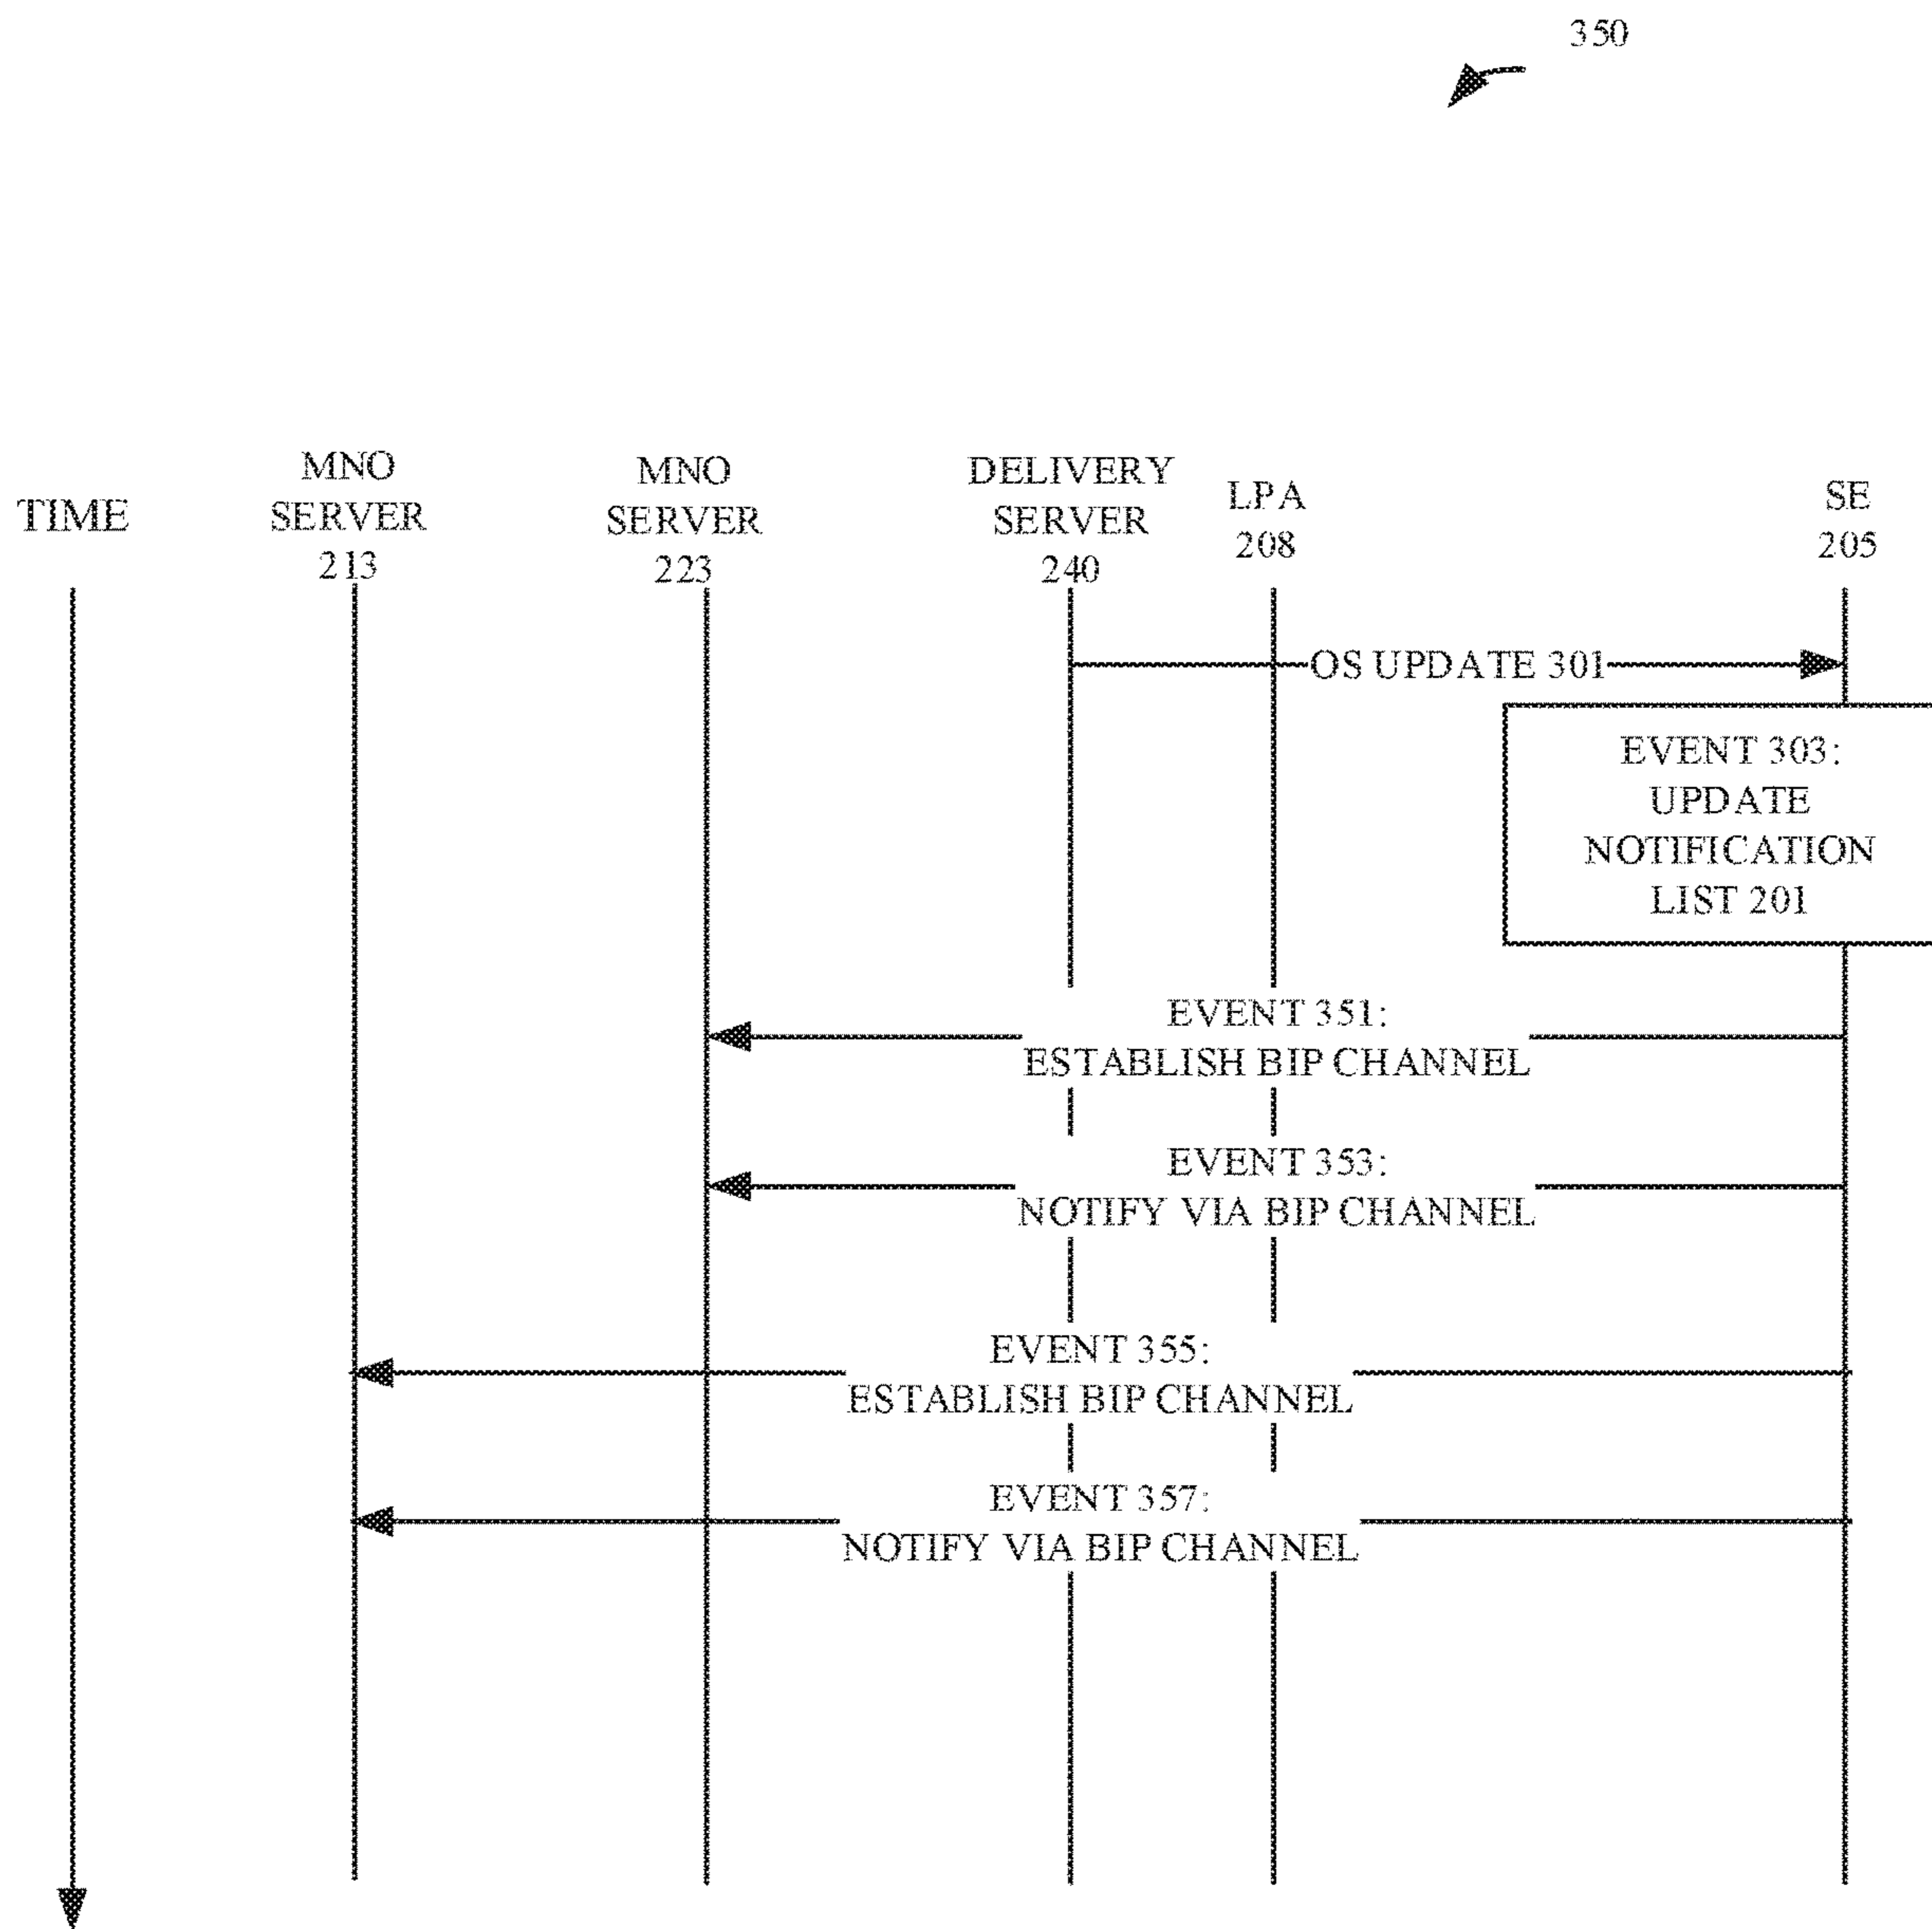 350
TIME
MNO
SERVER
213
MNO
SERVER
223
DELIVERY
SERVER
240
LPA
208
SE
205
OS UPDATE 301
EVENT 303:
UPDATE
NOTIFICATION
LIST 201
EVENT 351:
ESTABLISH BIP CHANNEL
EVENT 353:
NOTIFY VIA BIP CHANNEL
EVENT 355:
ESTABLISH BIP CHANNEL
EVENT 357:
NOTIFY VIA BIP CHANNEL